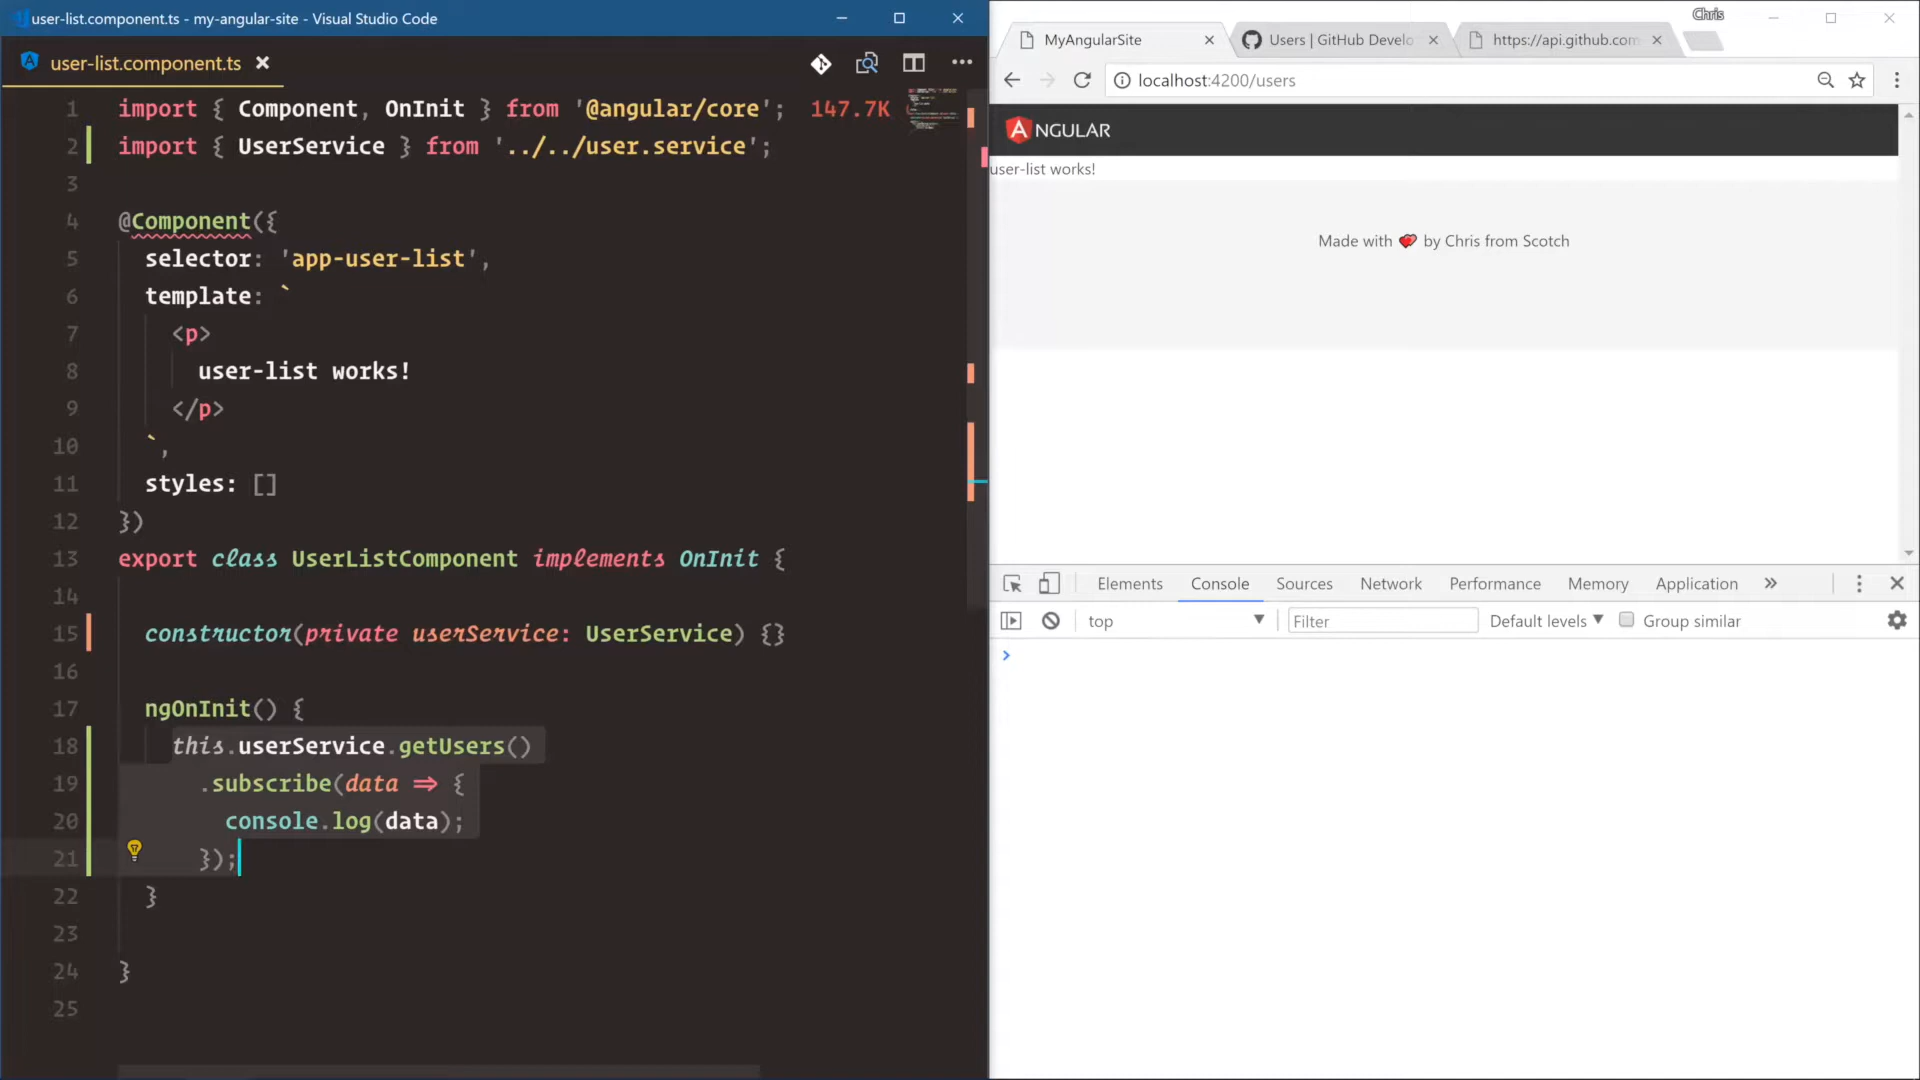 user-list.component.ts - my-angular-site - Visual Studio Code
user-list.component.ts
1 import { Component, OnInit } from '@angular/core'; 147.7K
2 import { UserService } from '../../user.service';
3
4 @Component({
5 selector: 'app-user-list',
6 template: `
7 <p>
8 user-list works!
9 </p>
10 `,
11 styles: []
12 })
13 export class UserListComponent implements OnInit {
14
15 constructor(private userService: UserService) {}
16
17 ngOnInit() {
18 this.userService.getUsers()
19 .subscribe(data => {
20 console.log(data);
21 });
22 }
23
24 }
25
Chris
MyAngularSite
Users | GitHub Develo
https://api.github.com
localhost:4200/users
ANGULAR
user-list works!
Made with by Chris from Scotch
Elements Console Sources Network Performance Memory Application
top Filter Default levels Group similar